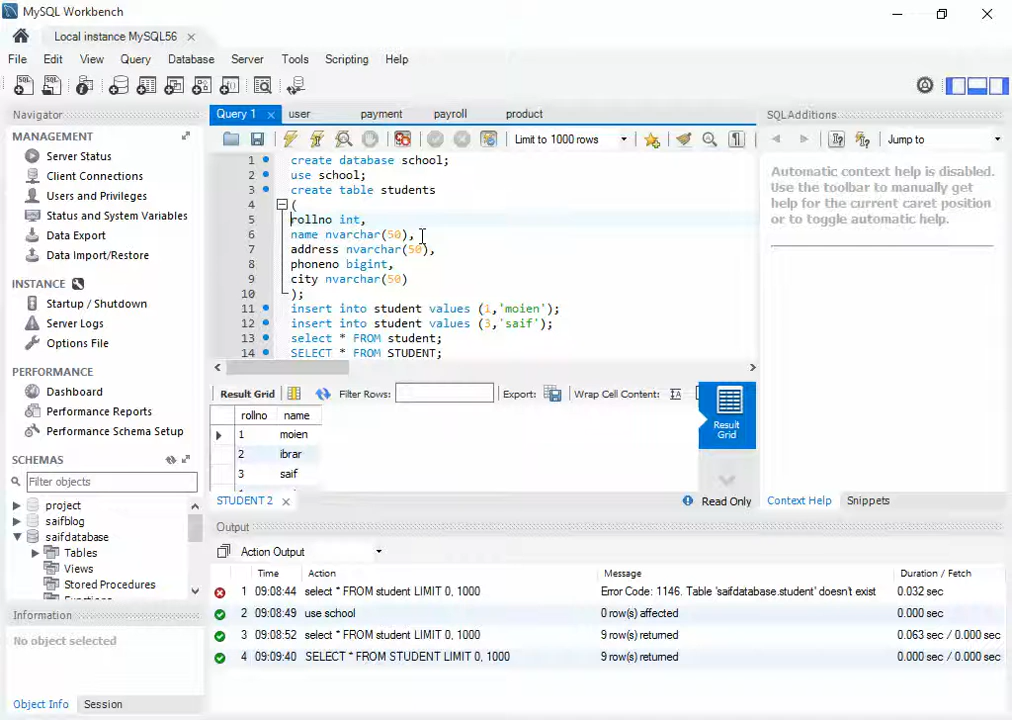 MySQL Workbench
Local instance MySQL56
File Edit View Query Database Server Tools Scripting Help
Navigator
MANAGEMENT
Server Status
Client Connections
Users and Privileges
Status and System Variables
Data Export
Data Import/Restore
INSTANCE
Startup / Shutdown
Server Logs
Options File
PERFORMANCE
Dashboard
Performance Reports
Performance Schema Setup
SCHEMAS
Filter objects
project
saifblog
saifdatabase
Tables
Views
Stored Procedures
Information
No object selected
Object Info Session
Query 1 user payment payroll product
Limit to 1000 rows
1 create database school;
2 use school;
3 create table students
4 (
5 rollno int,
6 name nvarchar(50),
7 address nvarchar(50),
8 phoneno bigint,
9 city nvarchar(50)
10 );
11 insert into student values (1,'moien');
12 insert into student values (3,'saif');
13 select * FROM student;
14 SELECT * FROM STUDENT;
Result Grid Filter Rows: Export: Wrap Cell Content:
rollno name
1 moien
2 ibrar
3 saif
Result
Grid
STUDENT 2
Read Only
SQLAdditions
Jump to
Automatic context help is disabled.
Use the toolbar to manually get
help for the current caret position
or to toggle automatic help.
Context Help Snippets
Output
Action Output
Time Action Message Duration / Fetch
1 09:08:44 select * FROM student LIMIT 0, 1000 Error Code: 1146. Table 'saifdatabase.student' doesn't exist 0.032 sec
2 09:08:49 use school 0 row(s) affected 0.000 sec
3 09:08:52 select * FROM student LIMIT 0, 1000 9 row(s) returned 0.063 sec / 0.000 sec
4 09:09:40 SELECT * FROM STUDENT LIMIT 0, 1000 9 row(s) returned 0.000 sec / 0.000 sec